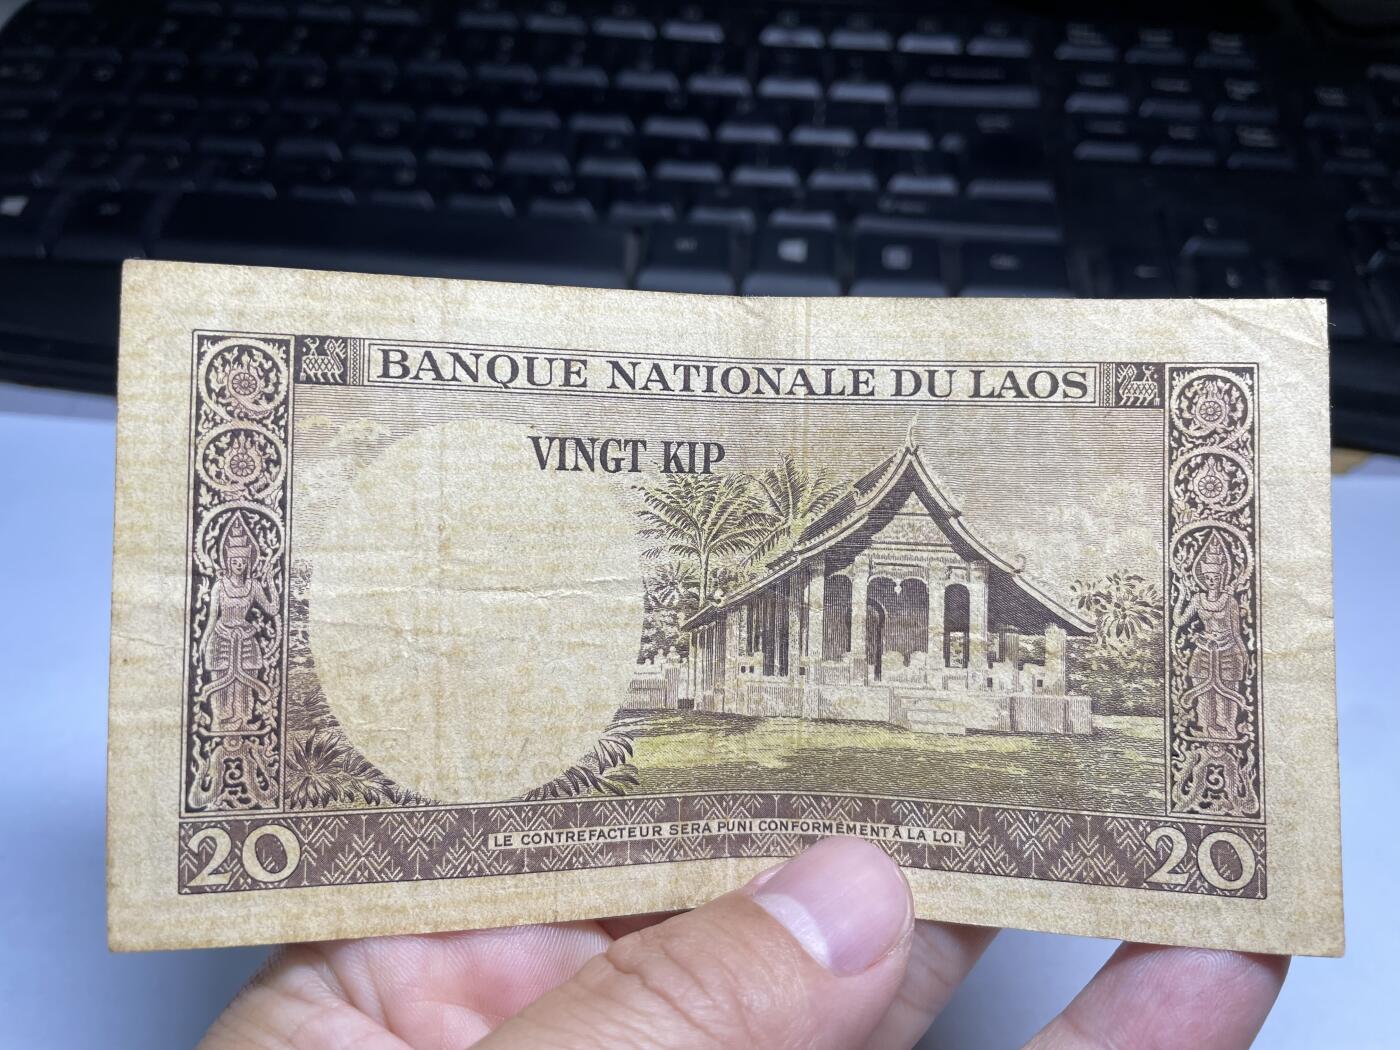 BANQUE NATIONALE DU LAOS
VINGT KIP
20
LE CONTREFACTEUR SERA PUNI CONFORMÉMENT À LA LOI.
20